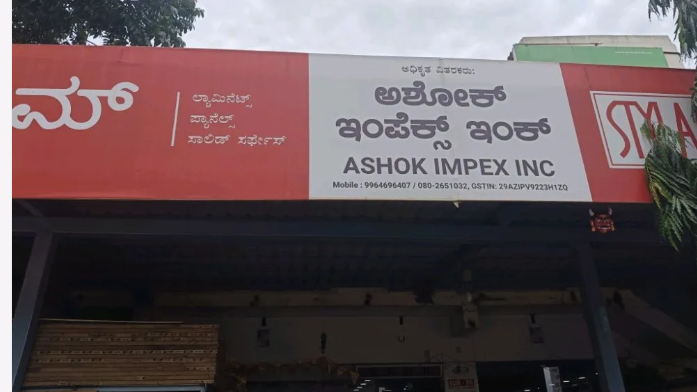 ಲ್ಯಾಮಿನೆಟ್ಸ್
ಪ್ಯಾನೆಲ್ಸ್
ಸಾಲಿಡ್ ಸರ್ಫೇಸ್
ಅಧಿಕೃತ ವಿತರಕರು:
ಅಶೋಕ್
ಇಂಪೆಕ್ಸ್ ಇಂಕ್
ASHOK IMPEX INC
Mobile : 9964696407 / 080-2651032, GSTIN: 29AZIPV9223H1ZQ